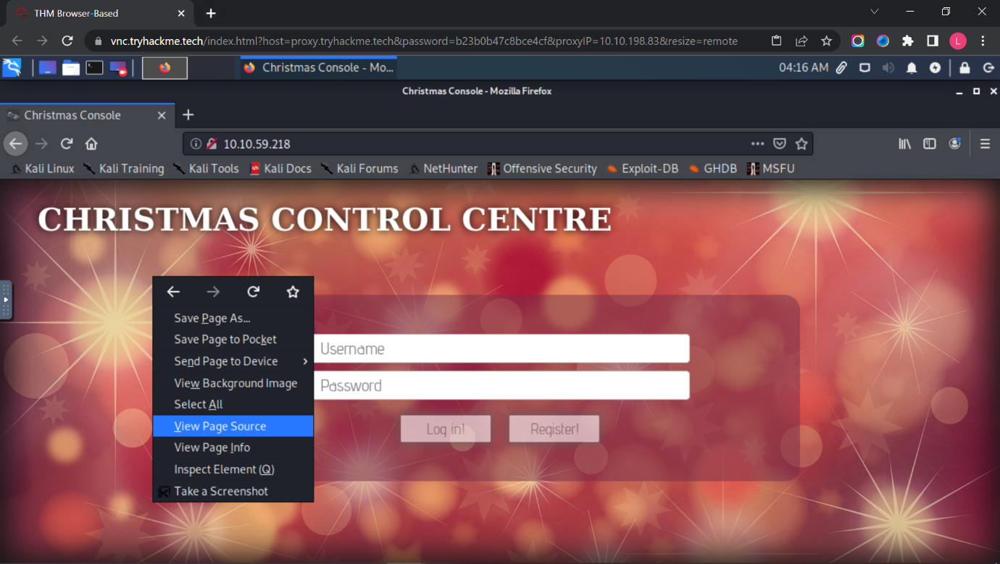 THM Browser-Based
vnc.tryhackme.tech/index.html?host=proxy.tryhackme.tech&password=b23b0b47c8bce4cf&proxyIP=10.10.198.83&resize=remote
L
Christmas Console - Mo...
04:16 AM
Christmas Console - Mozilla Firefox
Christmas Console
10.10.59.218
Kali Linux Kali Training Kali Tools Kali Docs Kali Forums NetHunter Offensive Security Exploit-DB GHDB MSFU
CHRISTMAS CONTROL CENTRE
Save Page As...
Save Page to Pocket
Send Page to Device
View Background Image
Select All
View Page Source
View Page Info
Inspect Element (Q)
Take a Screenshot
Username
Password
Log in! Register!